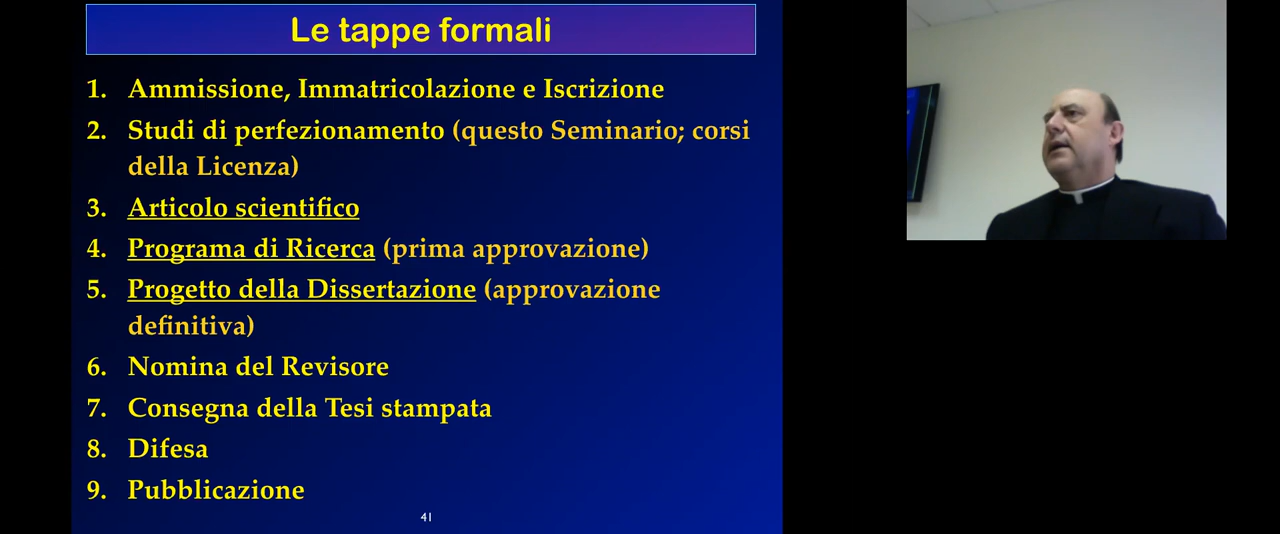 Le tappe formali
1. Ammissione, Immatricolazione e Iscrizione
2. Studi di perfezionamento (questo Seminario; corsi
della Licenza)
3. Articolo scientifico
4. Programa di Ricerca (prima approvazione)
5. Progetto della Dissertazione (approvazione
definitiva)
6. Nomina del Revisore
7. Consegna della Tesi stampata
8. Difesa
9. Pubblicazione
41